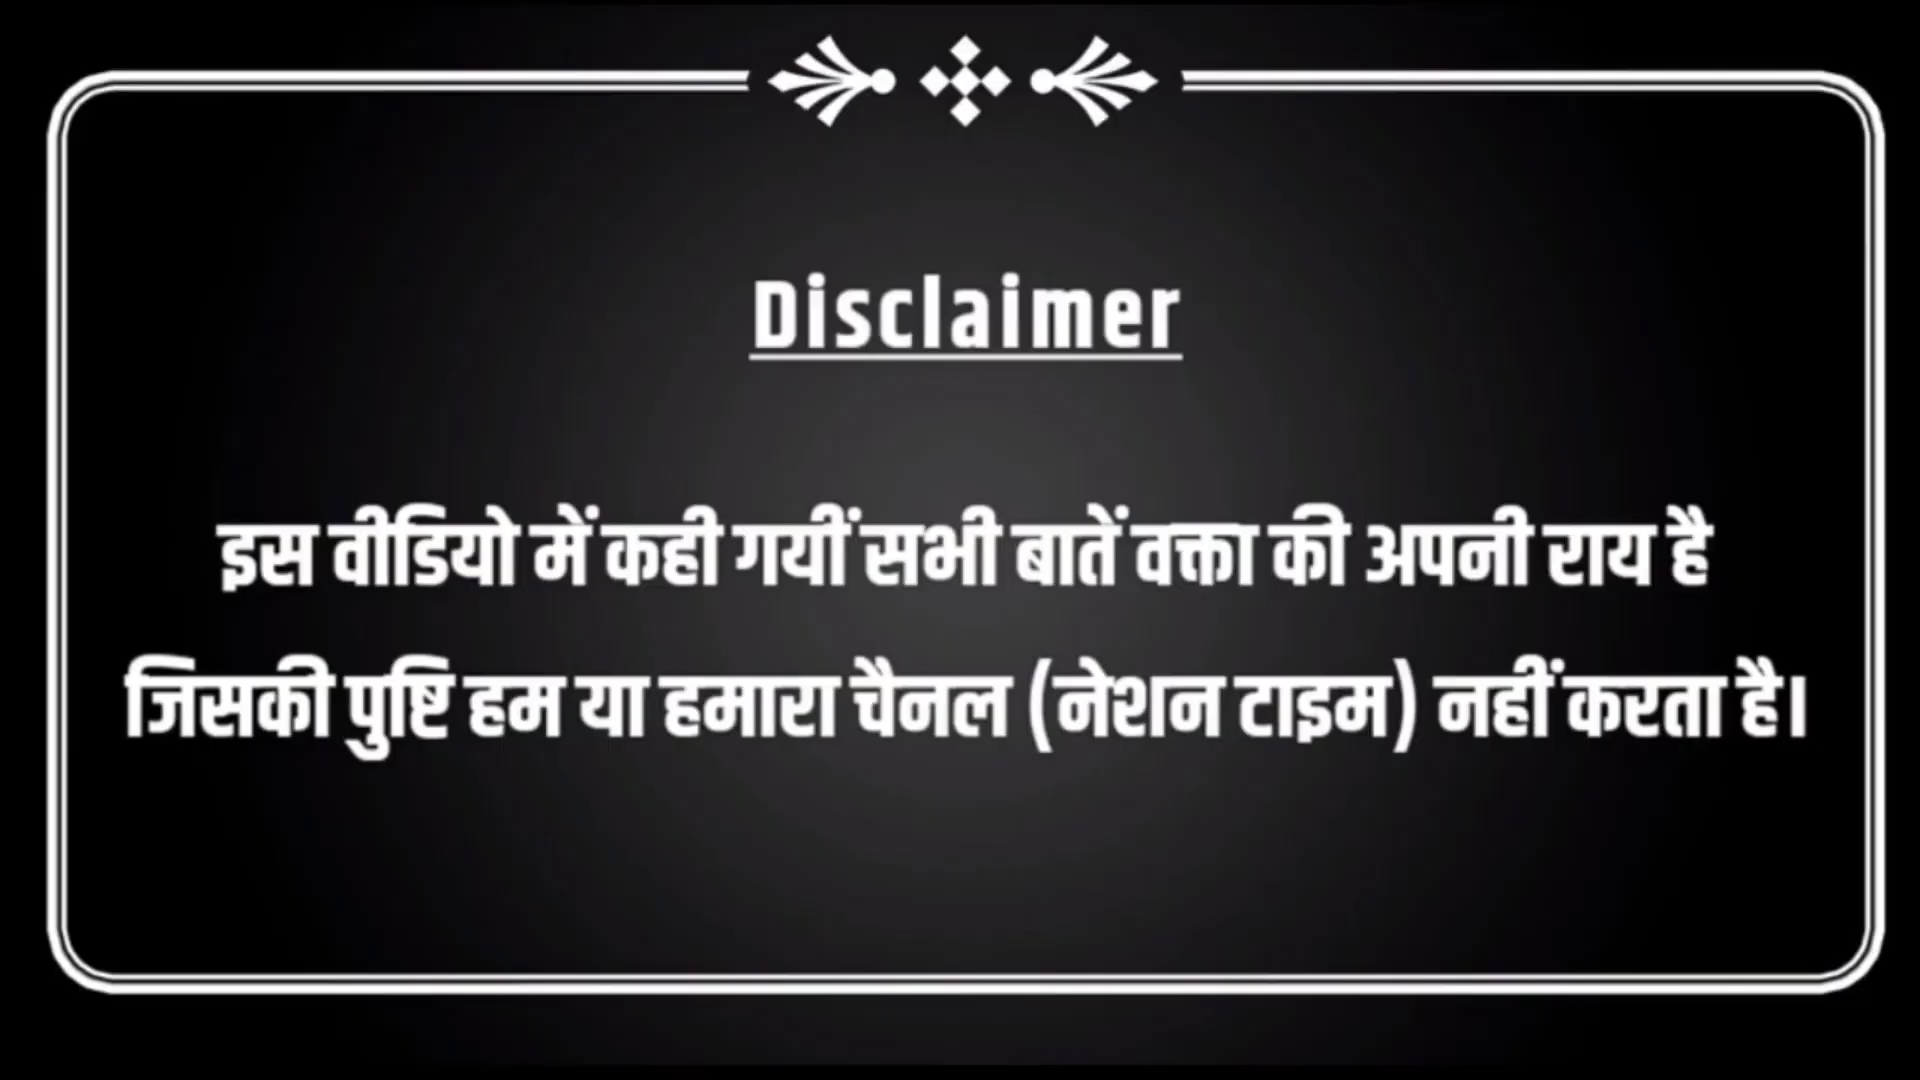 Disclaimer
इस वीडियो में कही गयीं सभी बातें वक्ता की अपनी राय है
जिसकी पुष्टि हम या हमारा चैनल (नेशन टाइम) नहीं करता है।